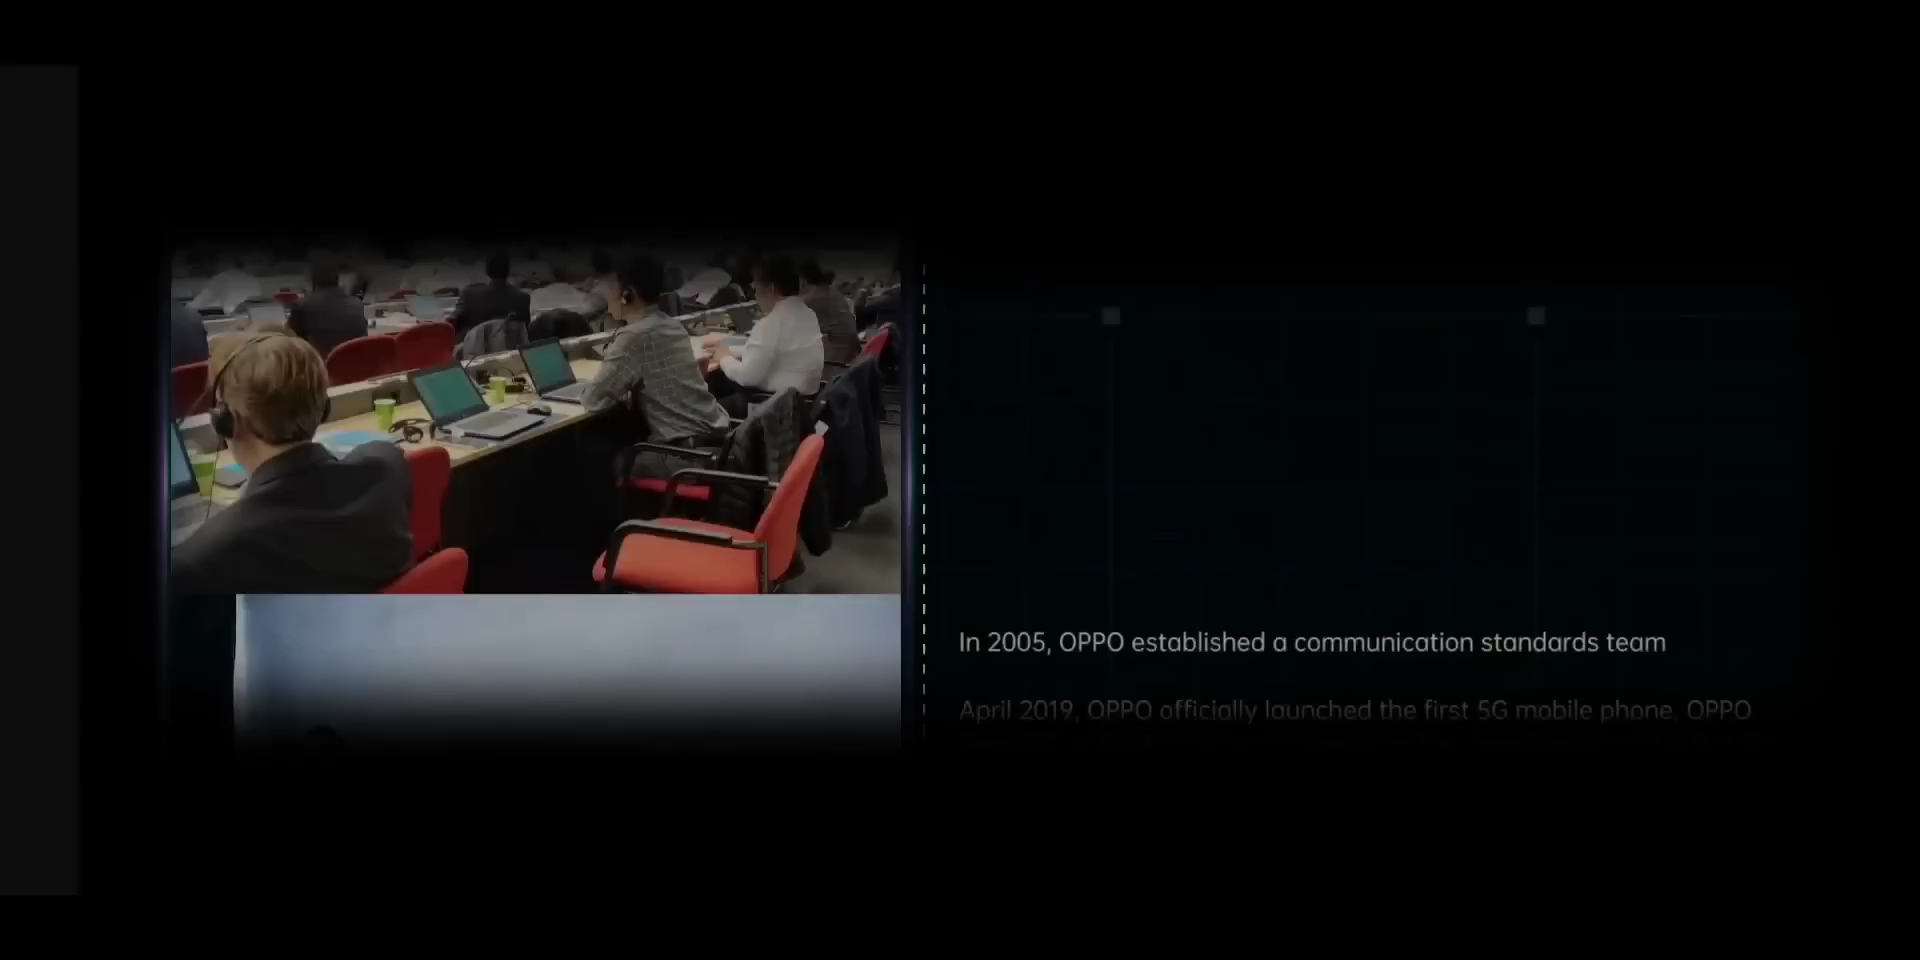 In 2005, OPPO established a communication standards team
April 2019, OPPO officially launched the first 5G mobile phone, OPPO